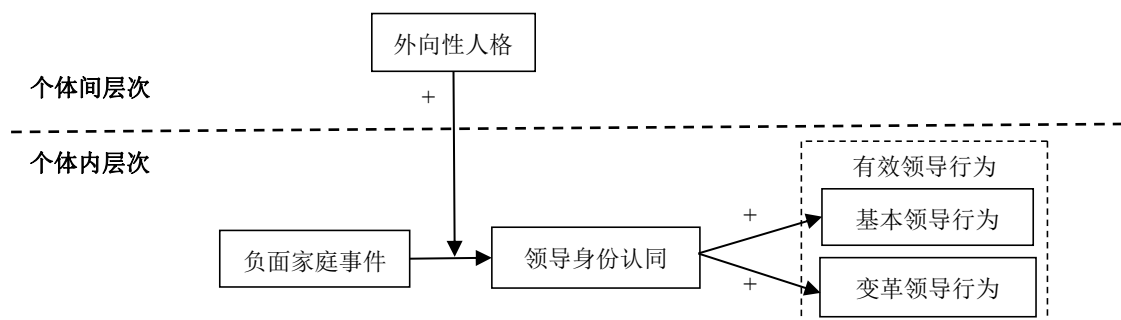 外向性人格
个体间层次
+
个体内层次
有效领导行为
+
基本领导行为
负面家庭事件
领导身份认同
+
变革领导行为